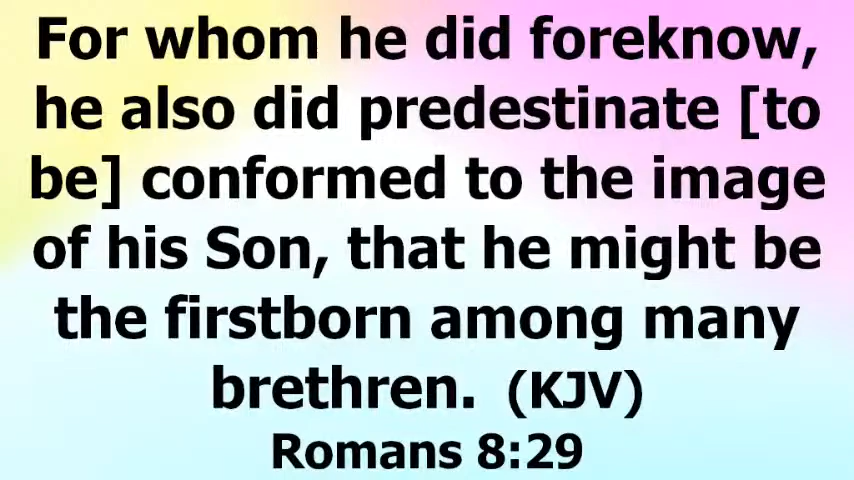 For whom he did foreknow,
he also did predestinate [to
be] conformed to the image
of his Son, that he might be
the firstborn among many
brethren. (KJV)
Romans 8:29